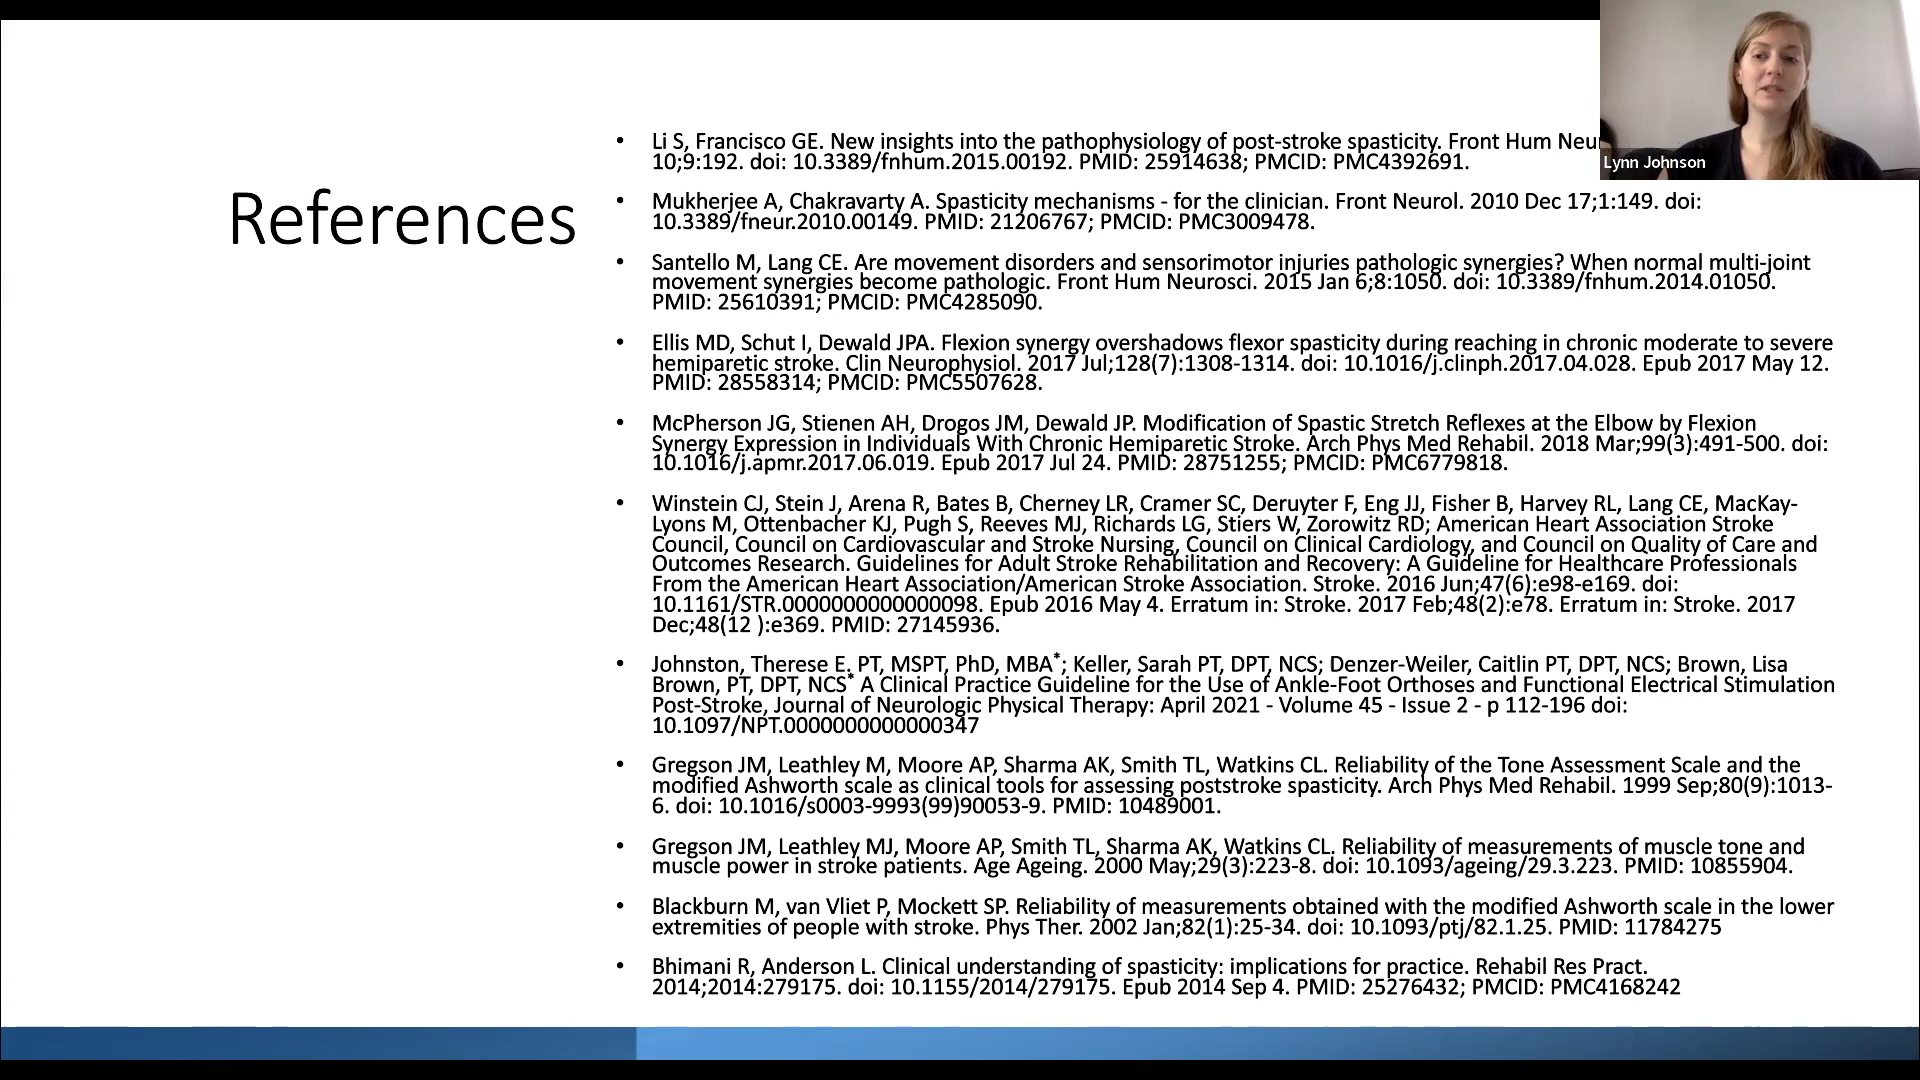 References
• Li S, Francisco GE. New insights into the pathophysiology of post-stroke spasticity. Front Hum
10;9:192. doi: 10.3389/fnhum.2015.00192. PMID: 25914638; PMCID: PMC4392691.
• Mukherjee A, Chakravarty A. Spasticity mechanisms - for the clinician. Front Neurol. 2010 Dec 17;1:149. doi:
10.3389/fneur.2010.00149. PMID: 21206767; PMCID: PMC3009478.
• Santello M, Lang CE. Are movement disorders and sensorimotor injuries pathologic synergies? When normal multi-joint
movement synergies become pathologic. Front Hum Neurosci. 2015 Jan 6;8:1050. doi: 10.3389/fnhum.2014.01050.
PMID: 25610391; PMCID: PMC4285090.
• Ellis MD, Schut I, Dewald JPA. Flexion synergy overshadows flexor spasticity during reaching in chronic moderate to severe
hemiparetic stroke. Clin Neurophysiol. 2017 Jul;128(7):1308-1314. doi: 10.1016/j.clinph.2017.04.028. Epub 2017 May 12.
PMID: 28558314; PMCID: PMC5507628.
• McPherson JG, Stienen AH, Drogos JM, Dewald JP. Modification of Spastic Stretch Reflexes at the Elbow by Flexion
Synergy Expression in Individuals With Chronic Hemiparetic Stroke. Arch Phys Med Rehabil. 2018 Mar;99(3):491-500. doi:
10.1016/j.apmr.2017.06.019. Epub 2017 Jul 24. PMID: 28751255; PMCID: PMC6779818.
• Winstein CJ, Stein J, Arena R, Bates B, Cherney LR, Cramer SC, Deruyter F, Eng JJ, Fisher B, Harvey RL, Lang CE, MacKay-
Lyons M, Ottenbacher KJ, Pugh S, Reeves MJ, Richards LG, Stiers W, Zorowitz RD; American Heart Association Stroke
Council, Council on Cardiovascular and Stroke Nursing, Council on Clinical Cardiology, and Council on Quality of Care and
Outcomes Research. Guidelines for Adult Stroke Rehabilitation and Recovery: A Guideline for Healthcare Professionals
From the American Heart Association/American Stroke Association. Stroke. 2016 Jun;47(6):e98-e169. doi:
10.1161/STR.0000000000000098. Epub 2016 May 4. Erratum in: Stroke. 2017 Feb;48(2):e78. Erratum in: Stroke. 2017
Dec;48(12 ):e369. PMID: 27145936.
• Johnston, Therese E. PT, MSPT, PhD, MBA*; Keller, Sarah PT, DPT, NCS; Denzer-Weiler, Caitlin PT, DPT, NCS; Brown, Lisa
Brown, PT, DPT, NCS* A Clinical Practice Guideline for the Use of Ankle-Foot Orthoses and Functional Electrical Stimulation
Post-Stroke, Journal of Neurologic Physical Therapy: April 2021 - Volume 45 - Issue 2 - p 112-196 doi:
10.1097/NPT.0000000000000347
• Gregson JM, Leathley M, Moore AP, Sharma AK, Smith TL, Watkins CL. Reliability of the Tone Assessment Scale and the
modified Ashworth scale as clinical tools for assessing poststroke spasticity. Arch Phys Med Rehabil. 1999 Sep;80(9):1013-
6. doi: 10.1016/s0003-9993(99)90053-9. PMID: 10489001.
• Gregson JM, Leathley MJ, Moore AP, Smith TL, Sharma AK, Watkins CL. Reliability of measurements of muscle tone and
muscle power in stroke patients. Age Ageing. 2000 May;29(3):223-8. doi: 10.1093/ageing/29.3.223. PMID: 10855904.
• Blackburn M, van Vliet P, Mockett SP. Reliability of measurements obtained with the modified Ashworth scale in the lower
extremities of people with stroke. Phys Ther. 2002 Jan;82(1):25-34. doi: 10.1093/ptj/82.1.25. PMID: 11784275
• Bhimani R, Anderson L. Clinical understanding of spasticity: implications for practice. Rehabil Res Pract.
2014;2014:279175. doi: 10.1155/2014/279175. Epub 2014 Sep 4. PMID: 25276432; PMCID: PMC4168242
Lynn Johnson